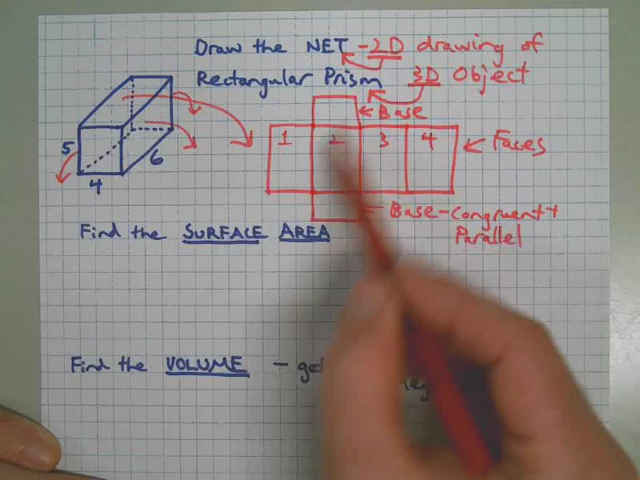 Draw the NET - 2D drawing of
Rectangular Prism 3D Object
Base
1 2 3 4 Faces
5
6
4
Base-congruent +
Parallel
Find the SURFACE AREA
Find the VOLUME -